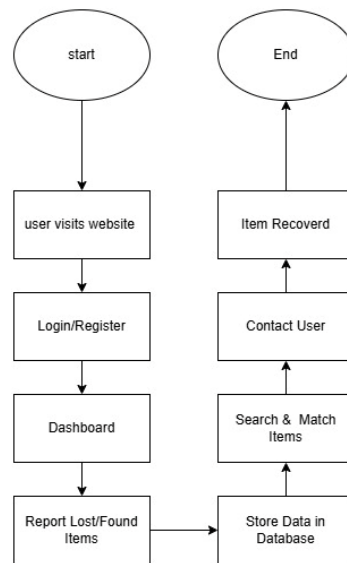 start
user visits website
Login/Register
Dashboard
Report Lost/Found
Items
Store Data in
Database
Search & Match
Items
Contact User
Item Recoverd
End